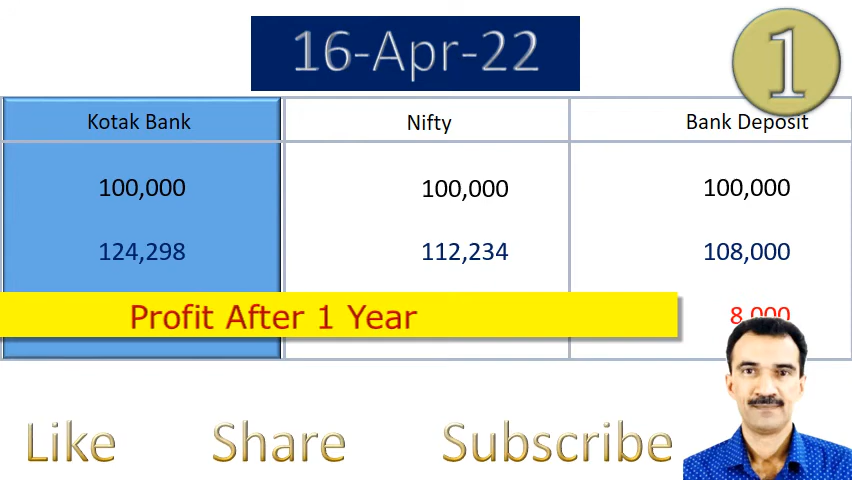 16-Apr-22
1
Kotak Bank Nifty Bank Deposit
100,000 100,000 100,000
124,298 112,234 108,000
Profit After 1 Year 8,000
Like Share Subscribe